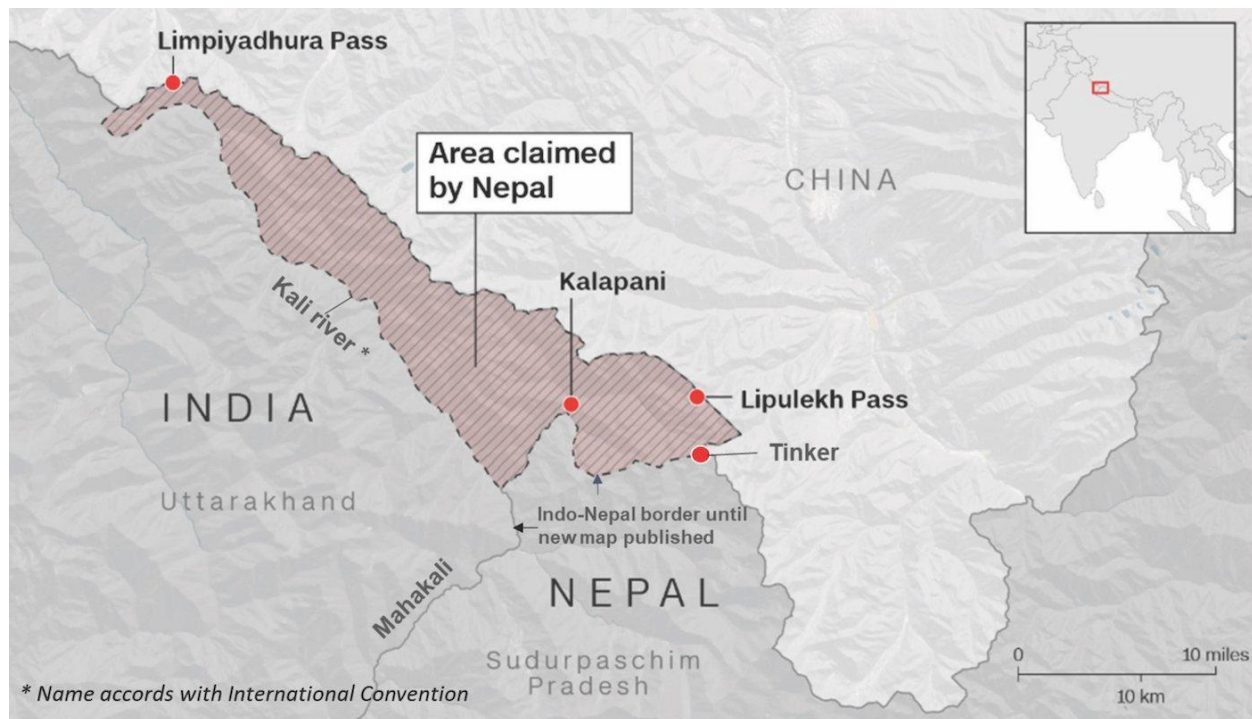 Limpiyadhura Pass
Area claimed
by Nepal
CHINA
Kalapani
Kali river *
INDIA
Lipulekh Pass
Tinker
Uttarakhand
Indo-Nepal border until
new map published
Mahakali
NEPAL
Sudurpaschim
Pradesh
0 10 miles
10 km
* Name accords with International Convention